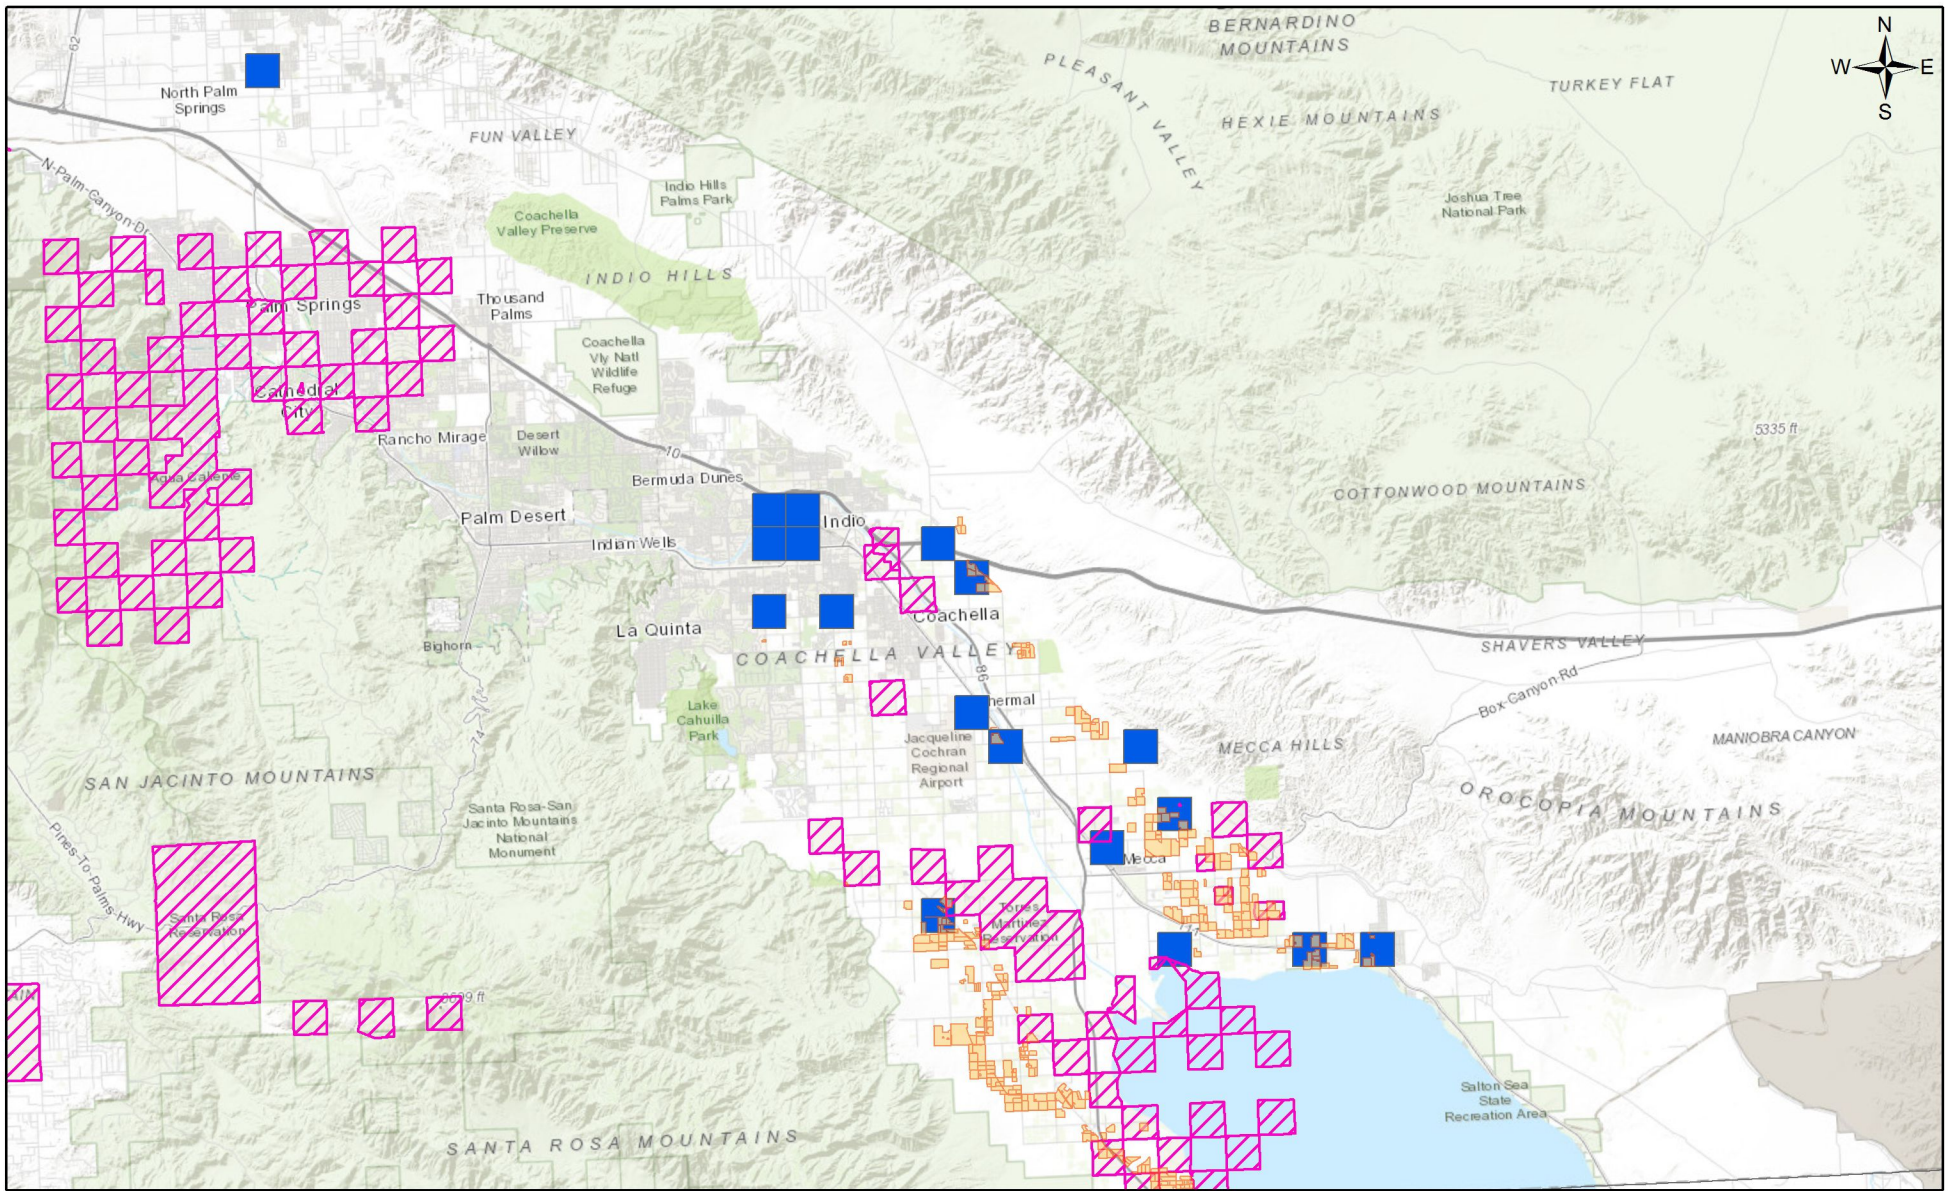 BERNARDINO
MOUNTAINS
N
W
E
S
62
PLEASANT VALLEY
TURKEY FLAT
North Palm
Springs
HEXIE MOUNTAINS
FUN VALLEY
N-Palm-Canyon-Dr
Indio Hills
Palms Park
Joshua Tree
National Park
Coachella
Valley Preserve
INDIO HILLS
Thousand
Palms
Palm Springs
Coachella
Vly Natl
Wildlife
Refuge
Cathedral
City
Rancho Mirage
Desert
Willow
5335 ft
10
Agua Caliente
Bermuda Dunes
COTTONWOOD MOUNTAINS
Palm Desert
Indio
Indian Wells
Coachella
La Quinta
Bighorn
COACHELLA VALLEY
SHAVERS VALLEY
86
Box-Canyon-Rd
hermal
Lake
Cahuilla
Park
74
Jacqueline
Cochran
Regional
Airport
MECCA HILLS
MANIOBRA CANYON
SAN JACINTO MOUNTAINS
OROCOPIA MOUNTAINS
Santa Rosa-San
Jacinto Mountains
National
Monument
Pines-To-Palms-Hwy
Mecca
Santa Rosa
Reservation
Torres
Martinez
Reservation
111
AIN
Salton Sea
State
Recreation Area
SANTA ROSA MOUNTAINS